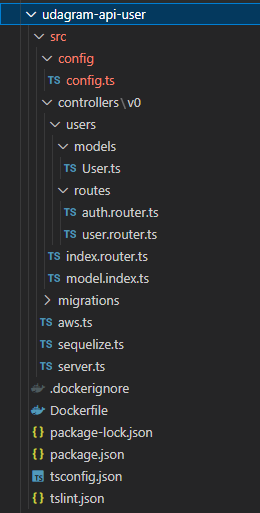 udagram-api-user
src
config
TS config.ts
controllers\v0
users
models
TS User.ts
routes
TS auth.router.ts
TS user.router.ts
TS index.router.ts
TS model.index.ts
migrations
TS aws.ts
TS sequelize.ts
TS server.ts
.dockerignore
Dockerfile
{} package-lock.json
{} package.json
TS tsconfig.json
{} tslint.json